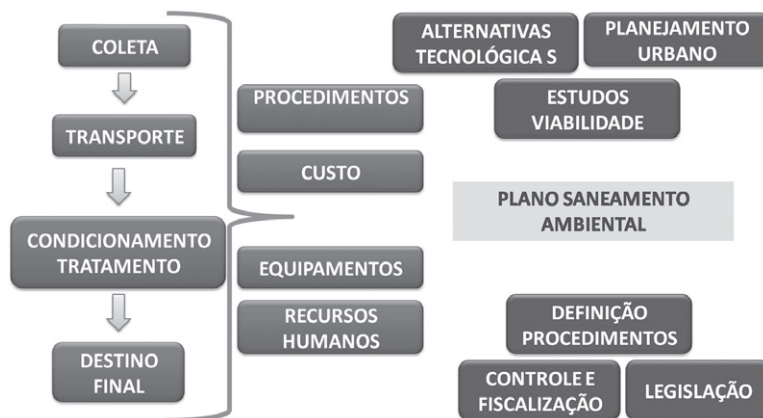 COLETA
TRANSPORTE
CONDICIONAMENTO
TRATAMENTO
DESTINO
FINAL
PROCEDIMENTOS
CUSTO
EQUIPAMENTOS
RECURSOS
HUMANOS
ALTERNATIVAS
TECNOLÓGICA S
PLANEJAMENTO
URBANO
ESTUDOS
VIABILIDADE
PLANO SANEAMENTO
AMBIENTAL
DEFINIÇÃO
PROCEDIMENTOS
CONTROLE E
FISCALIZAÇÃO
LEGISLAÇÃO